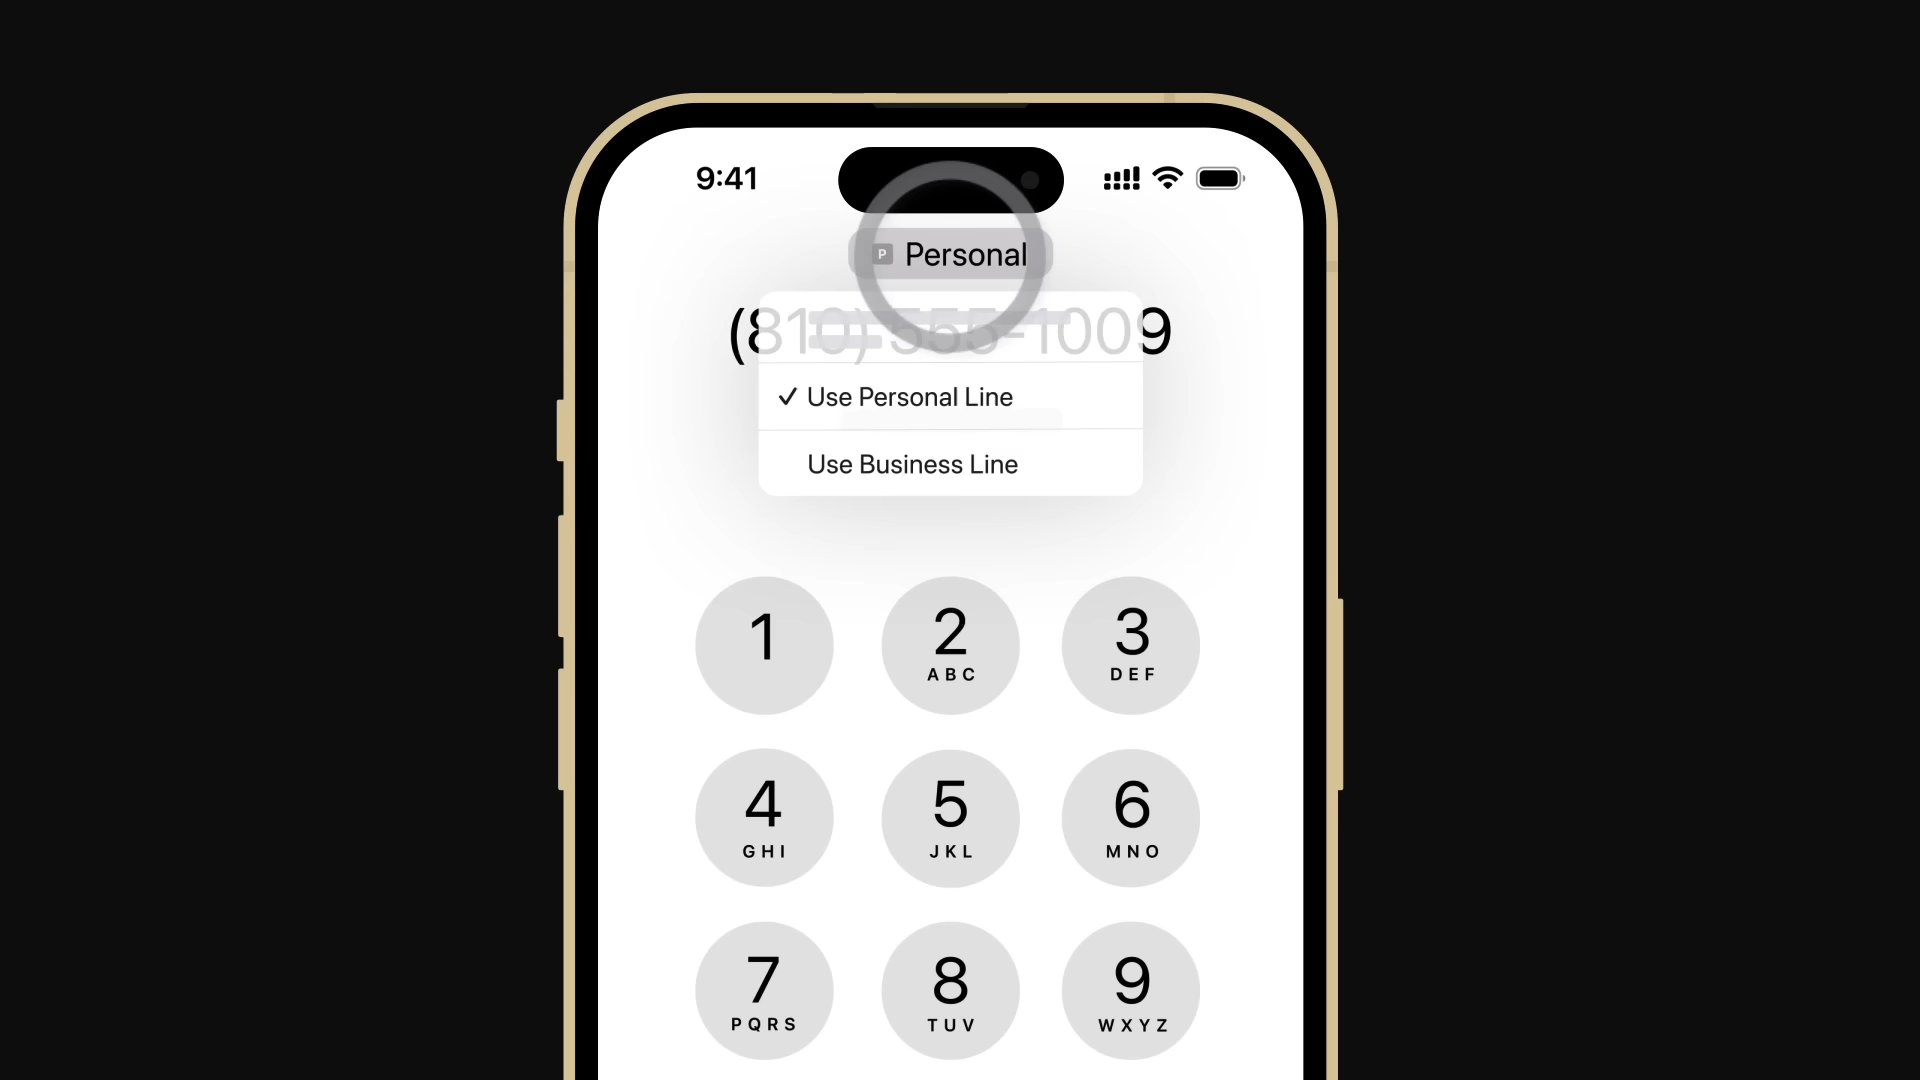 9:41
P Personal
(810) 555-1009
✓ Use Personal Line
Use Business Line
1 2 3
ABC DEF
4 5 6
GHI JKL MNO
7 8 9
PQRS TUV WXYZ